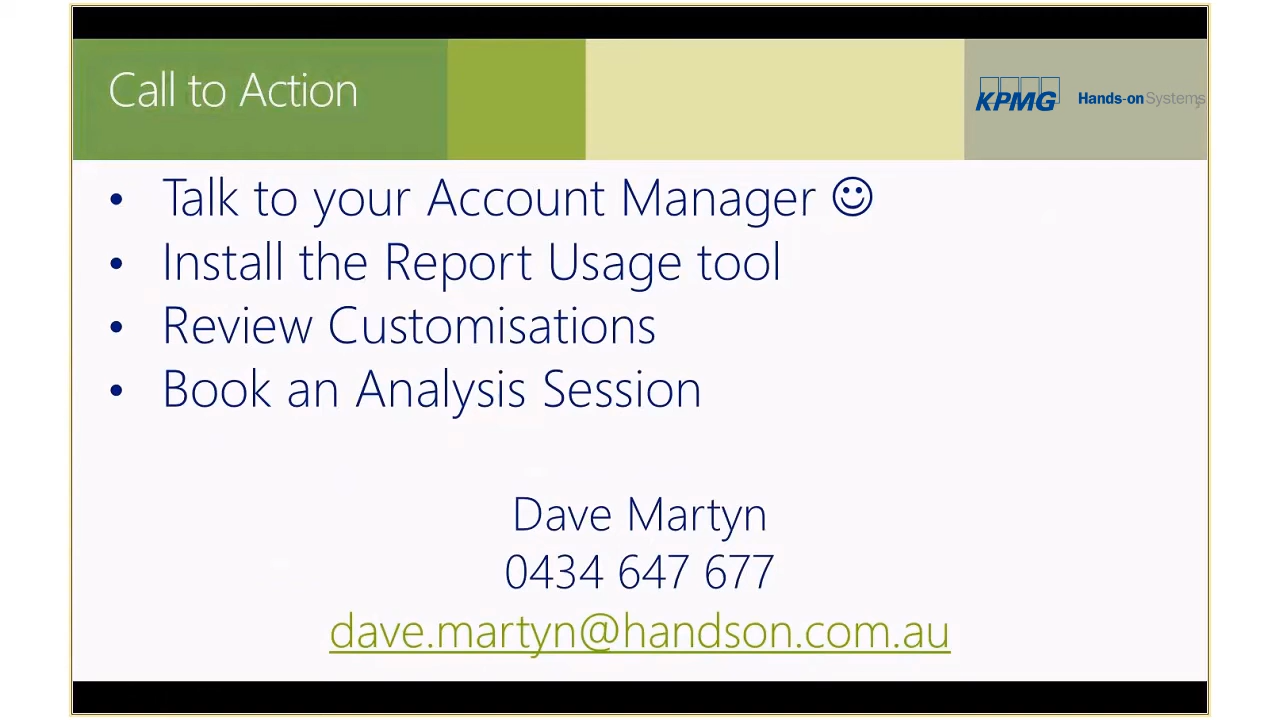 Call to Action
KPMG Hands-on Systems
• Talk to your Account Manager ☺
• Install the Report Usage tool
• Review Customisations
• Book an Analysis Session
Dave Martyn
0434 647 677
dave.martyn@handson.com.au